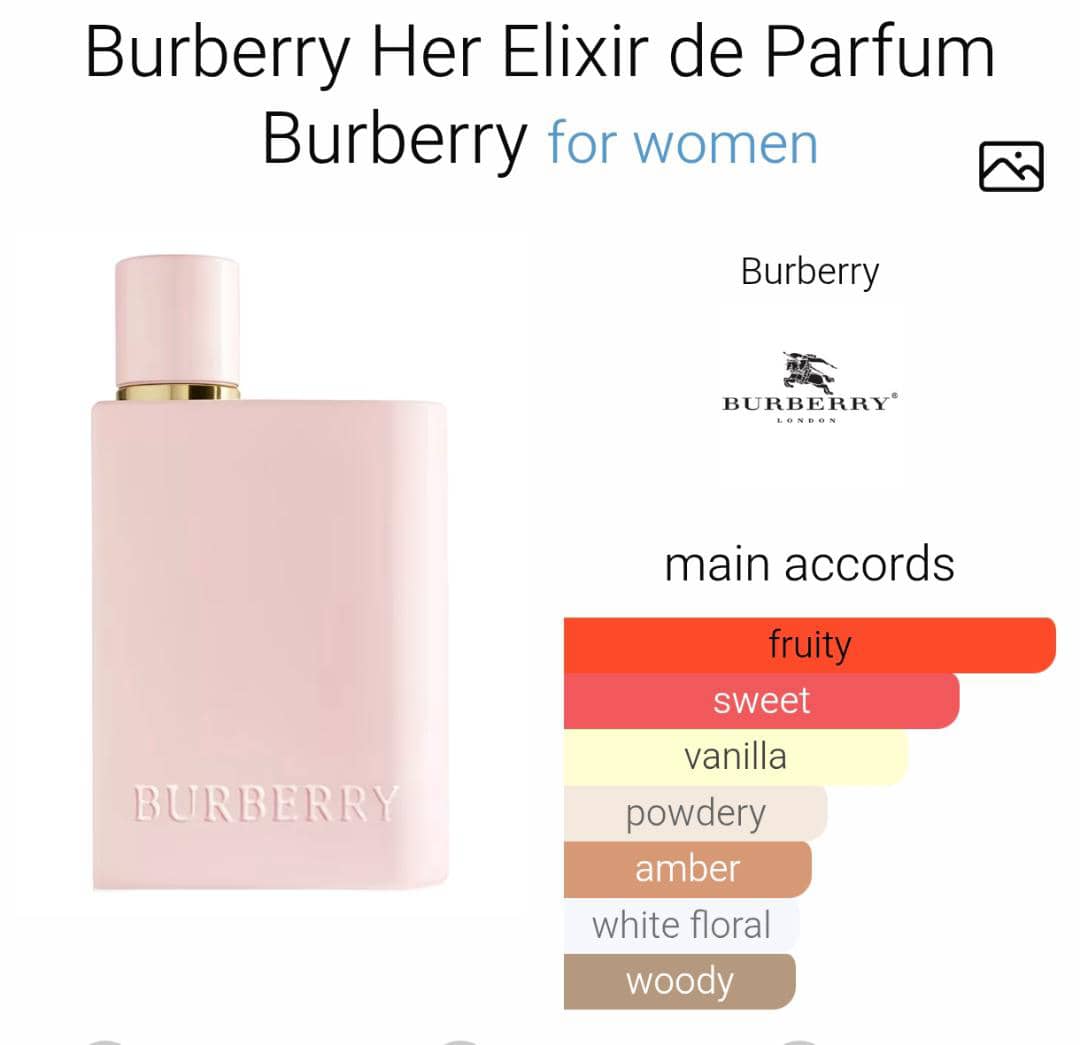 Burberry Her Elixir de Parfum
Burberry for women
Burberry
BURBERRY®
LONDON
BURBERRY
main accords
fruity
sweet
vanilla
powdery
amber
white floral
woody